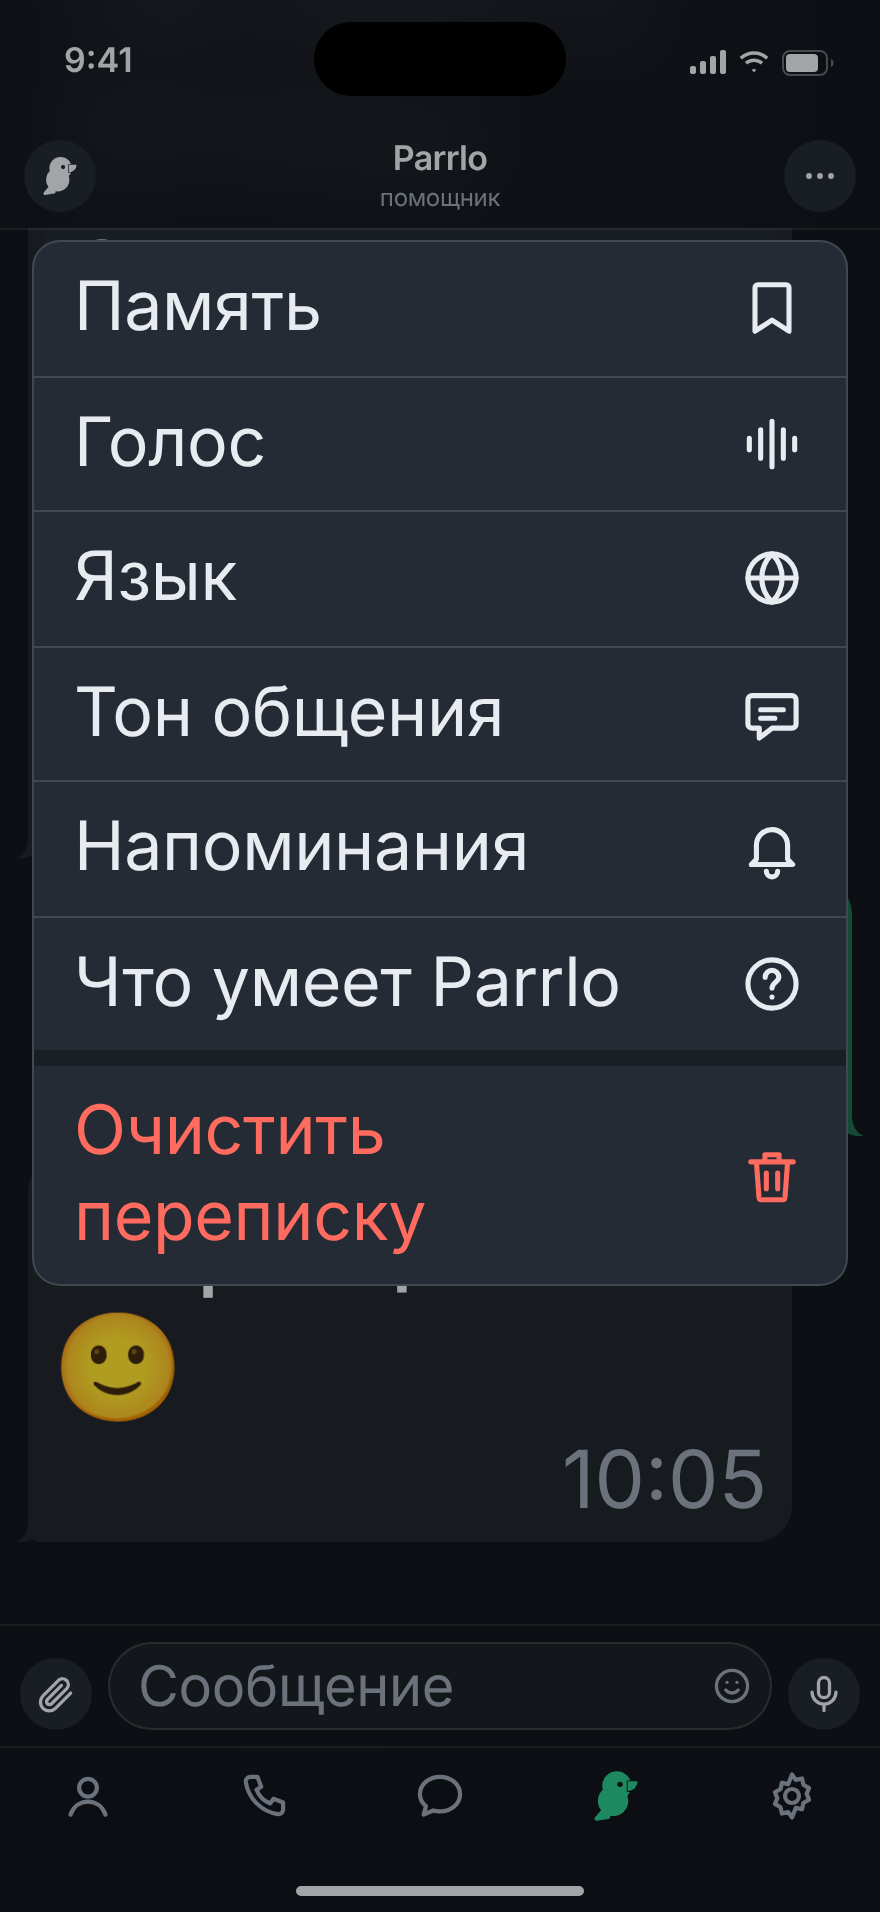 9:41
Parrlo
помощник
Память
Голос
Язык
Тон общения
Напоминания
Что умеет Parrlo
Очистить
переписку
10:05
Сообщение